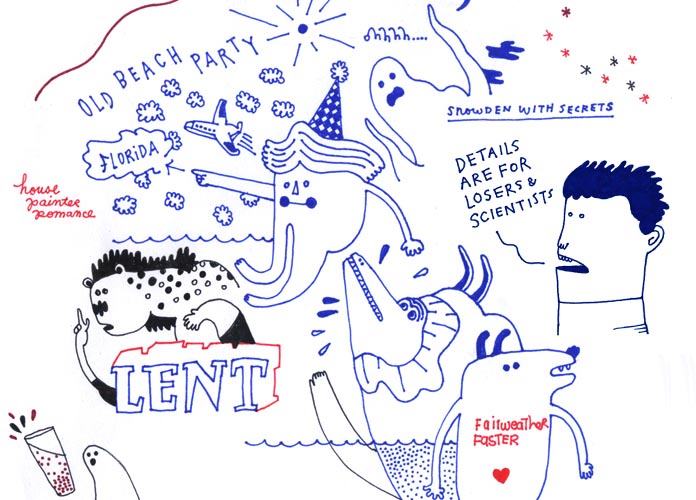 OLD BEACH PARTY
ohhhh....
SNOWDEN WITH SECRETS
FLORIDA
DETAILS
ARE FOR
LOSERS &
SCIENTISTS
house
painter
romance
LENT
Fairweather
FASTER